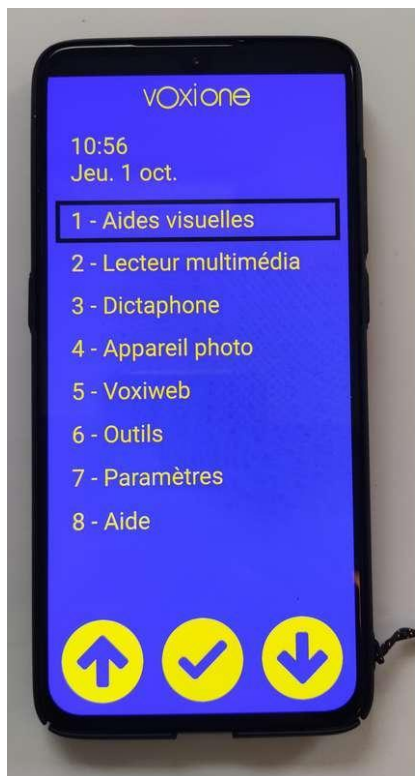 vOxione
10:56
Jeu. 1 oct.
1 - Aides visuelles
2 - Lecteur multimédia
3 - Dictaphone
4 - Appareil photo
5 - Voxiweb
6 - Outils
7 - Paramètres
8 - Aide